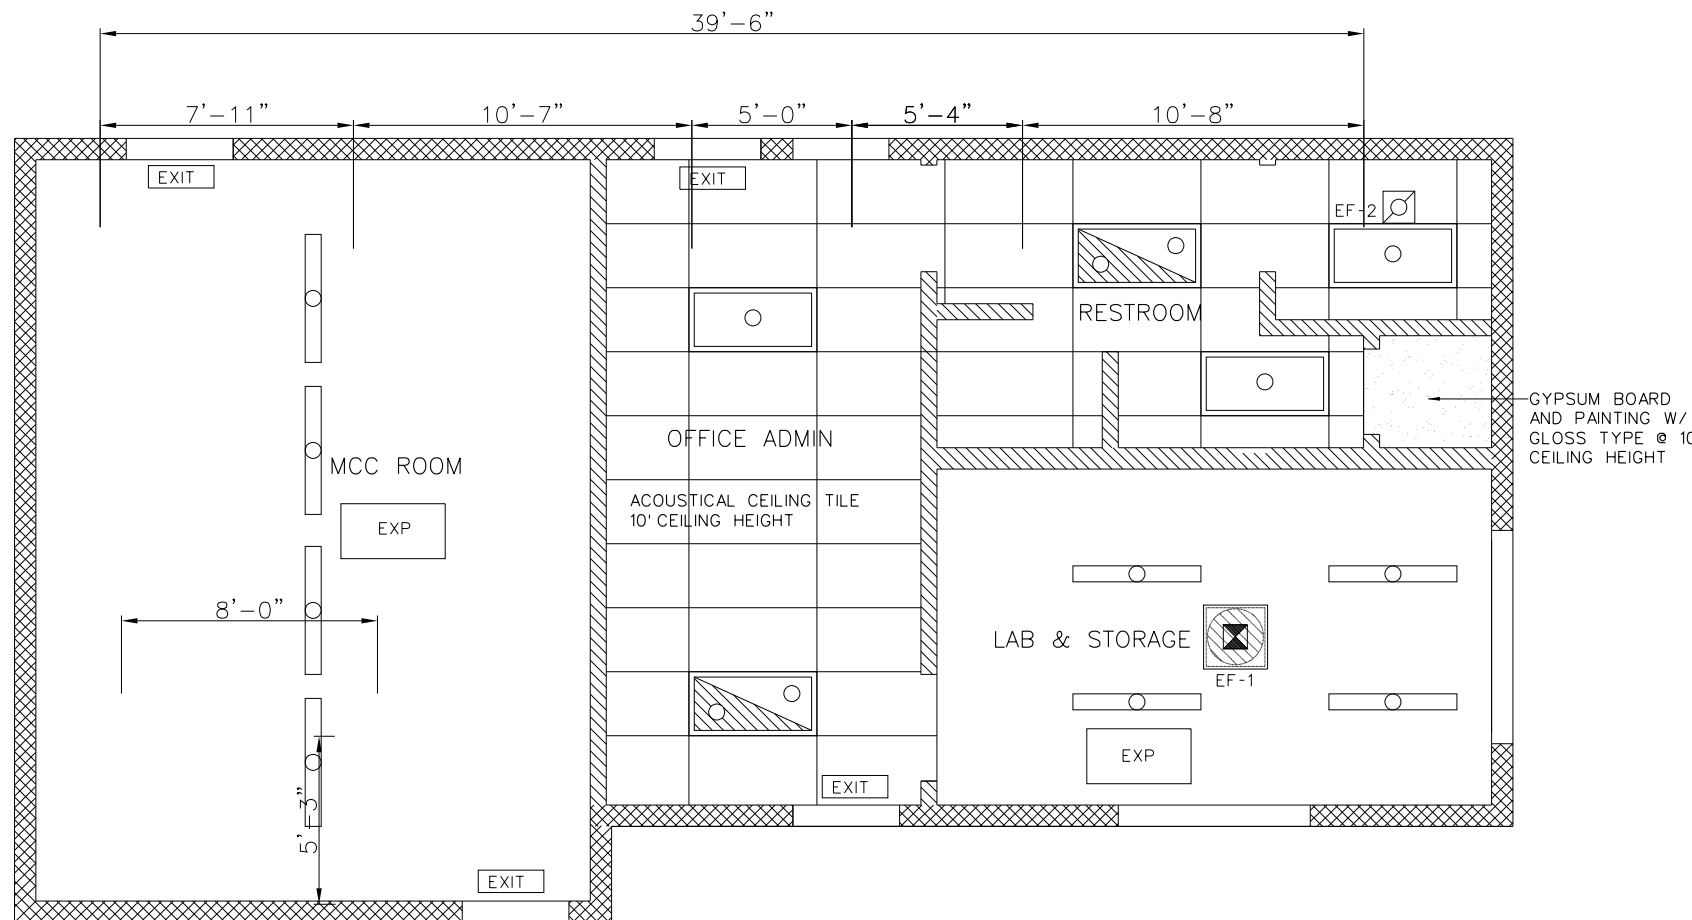 39'-6"
7'-11"
10'-7"
5'-0"
5'-4"
10'-8"
EXIT
EXIT
EF-2
RESTROOM
GYPSUM BOARD
AND PAINTING W/
GLOSS TYPE @ 10
CEILING HEIGHT
OFFICE ADMIN
MCC ROOM
ACOUSTICAL CEILING TILE
10' CEILING HEIGHT
EXP
8'-0"
LAB & STORAGE
EF-1
EXP
EXIT
5'-3"
EXIT